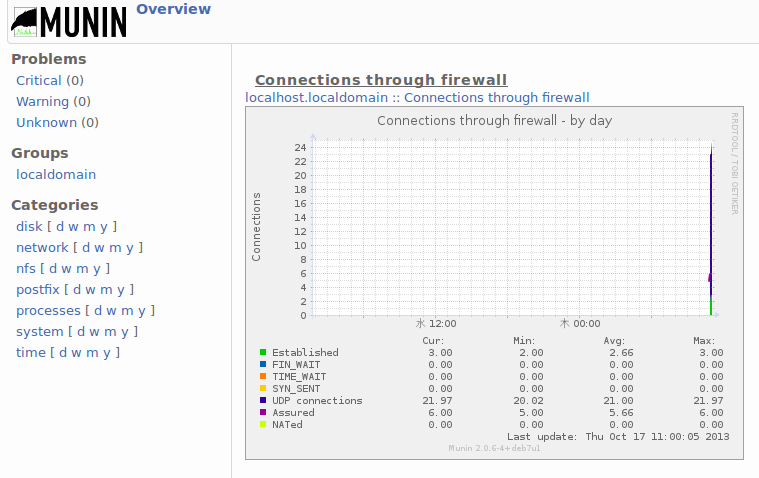 MUNIN Overview
Problems
Critical (0)
Warning (0)
Unknown (0)
Groups
localdomain
Categories
disk [ d w m y ]
network [ d w m y ]
nfs [ d w m y ]
postfix [ d w m y ]
processes [ d w m y ]
system [ d w m y ]
time [ d w m y ]
Connections through firewall
localhost.localdomain :: Connections through firewall
Connections through firewall - by day
RRDTOOL / TOBI OETIKER
Connections
24
22
20
18
16
14
12
10
8
6
4
2
0
水 12:00 木 00:00
Cur: Min: Avg: Max:
Established 3.00 2.00 2.66 3.00
FIN_WAIT 0.00 0.00 0.00 0.00
TIME_WAIT 0.00 0.00 0.00 0.00
SYN_SENT 0.00 0.00 0.00 0.00
UDP connections 21.97 20.02 21.00 21.97
Assured 6.00 5.00 5.66 6.00
NATed 0.00 0.00 0.00 0.00
Last update: Thu Oct 17 11:00:05 2013
Munin 2.0.6-4+deb7u1